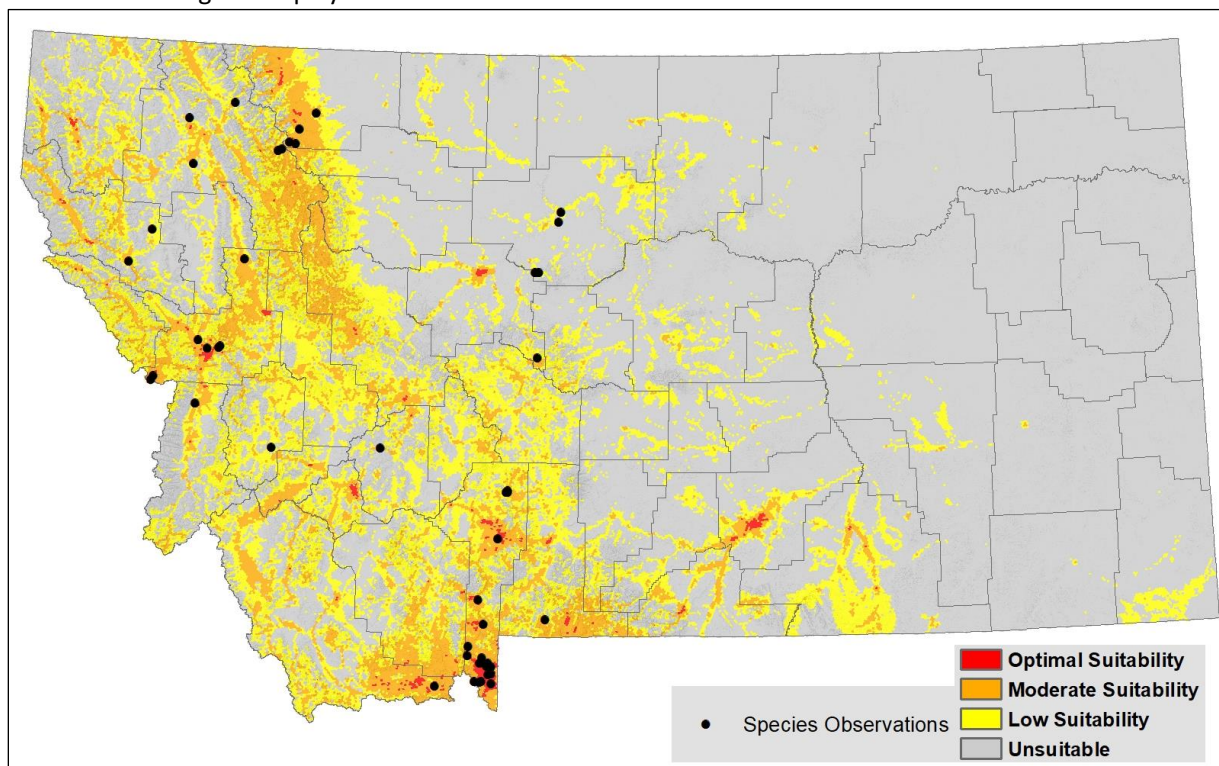 Optimal Suitability
Moderate Suitability
Species Observations
Low Suitability
Unsuitable